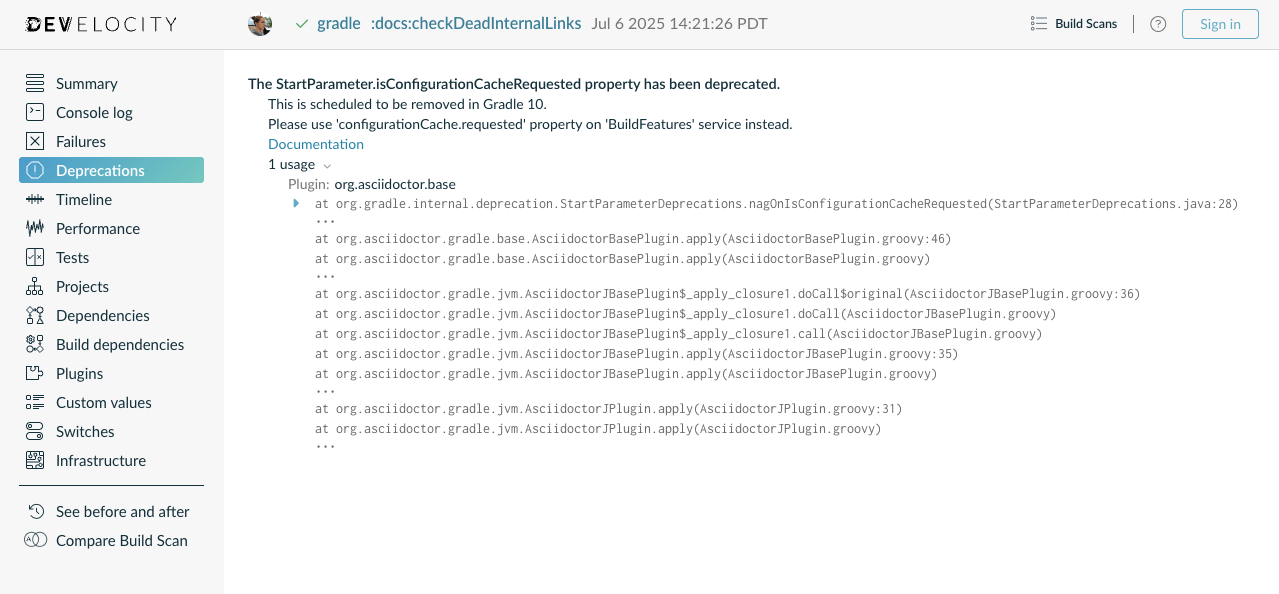 DEVELOCITY
gradle :docs:checkDeadInternalLinks Jul 6 2025 14:21:26 PDT
Build Scans
?
Sign in
Summary
Console log
Failures
Deprecations
Timeline
Performance
Tests
Projects
Dependencies
Build dependencies
Plugins
Custom values
Switches
Infrastructure
See before and after
Compare Build Scan
The StartParameter.isConfigurationCacheRequested property has been deprecated.
This is scheduled to be removed in Gradle 10.
Please use 'configurationCache.requested' property on 'BuildFeatures' service instead.
Documentation
1 usage
Plugin: org.asciidoctor.base
at org.gradle.internal.deprecation.StartParameterDeprecations.nagOnIsConfigurationCacheRequested(StartParameterDeprecations.java:28)
...
at org.asciidoctor.gradle.base.AsciidoctorBasePlugin.apply(AsciidoctorBasePlugin.groovy:46)
at org.asciidoctor.gradle.base.AsciidoctorBasePlugin.apply(AsciidoctorBasePlugin.groovy)
...
at org.asciidoctor.gradle.jvm.AsciidoctorJBasePlugin$_apply_closure1.doCall$original(AsciidoctorJBasePlugin.groovy:36)
at org.asciidoctor.gradle.jvm.AsciidoctorJBasePlugin$_apply_closure1.doCall(AsciidoctorJBasePlugin.groovy)
at org.asciidoctor.gradle.jvm.AsciidoctorJBasePlugin$_apply_closure1.call(AsciidoctorJBasePlugin.groovy)
at org.asciidoctor.gradle.jvm.AsciidoctorJBasePlugin.apply(AsciidoctorJBasePlugin.groovy:35)
at org.asciidoctor.gradle.jvm.AsciidoctorJBasePlugin.apply(AsciidoctorJBasePlugin.groovy)
...
at org.asciidoctor.gradle.jvm.AsciidoctorJPlugin.apply(AsciidoctorJPlugin.groovy:31)
at org.asciidoctor.gradle.jvm.AsciidoctorJPlugin.apply(AsciidoctorJPlugin.groovy)
...